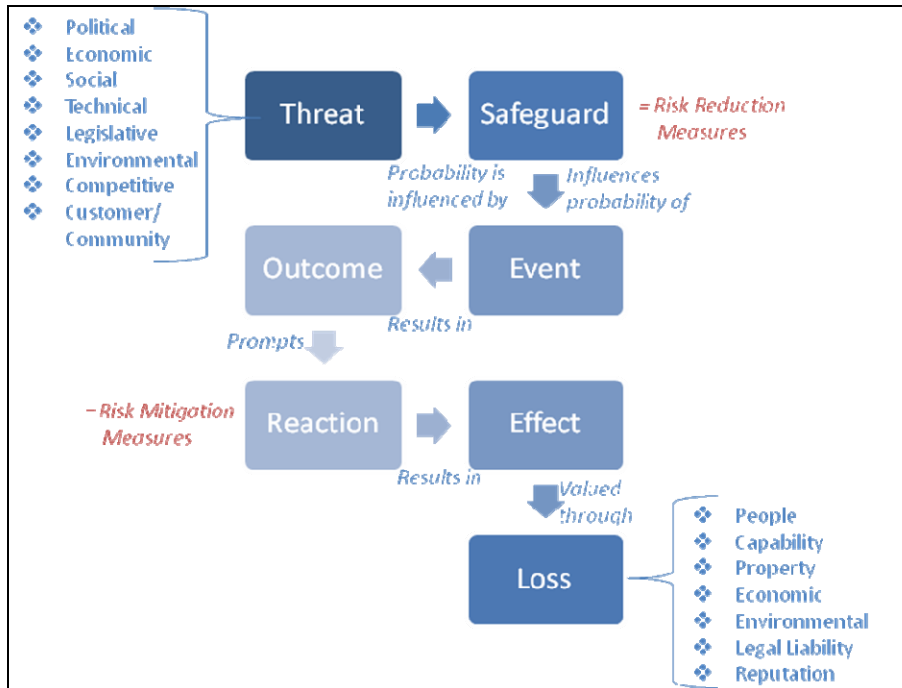 ❖ Political
❖ Economic
❖ Social
❖ Technical
❖ Legislative
❖ Environmental
❖ Competitive
❖ Customer/
Community
Threat
Safeguard
= Risk Reduction
Measures
Probability is
influenced by
Influences
probability of
Outcome
Event
Results in
Prompts
– Risk Mitigation
Measures
Reaction
Effect
Results in
Valued
through
Loss
❖ People
❖ Capability
❖ Property
❖ Economic
❖ Environmental
❖ Legal Liability
❖ Reputation